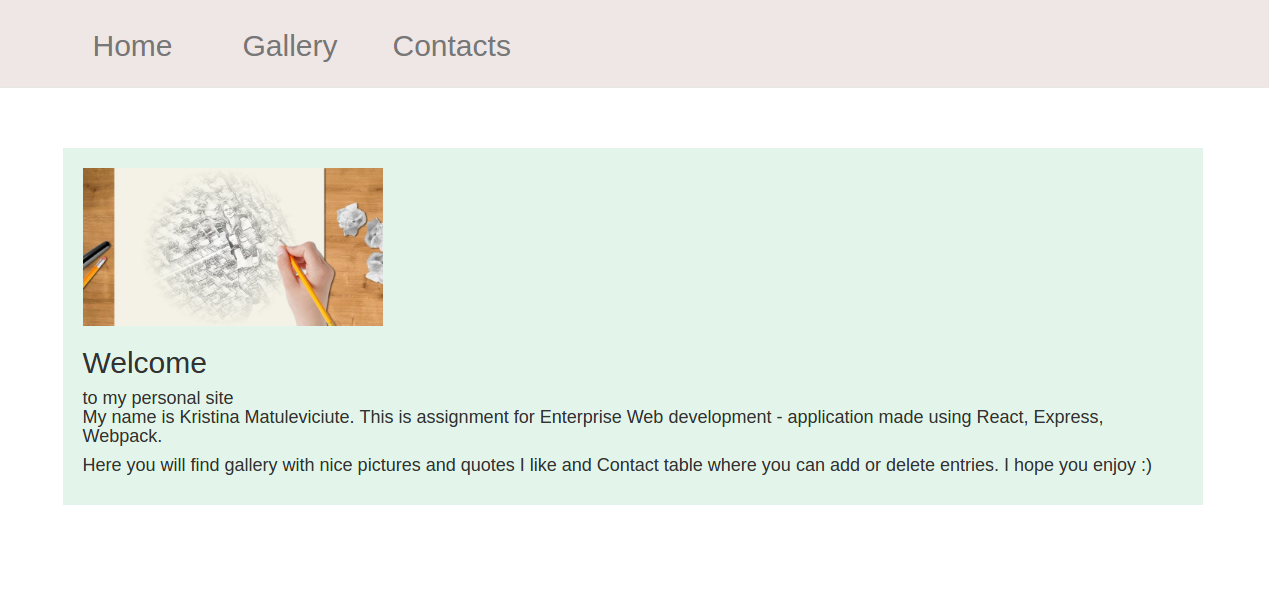 Home Gallery Contacts
Welcome
to my personal site
My name is Kristina Matuleviciute. This is assignment for Enterprise Web development - application made using React, Express,
Webpack.
Here you will find gallery with nice pictures and quotes I like and Contact table where you can add or delete entries. I hope you enjoy :)